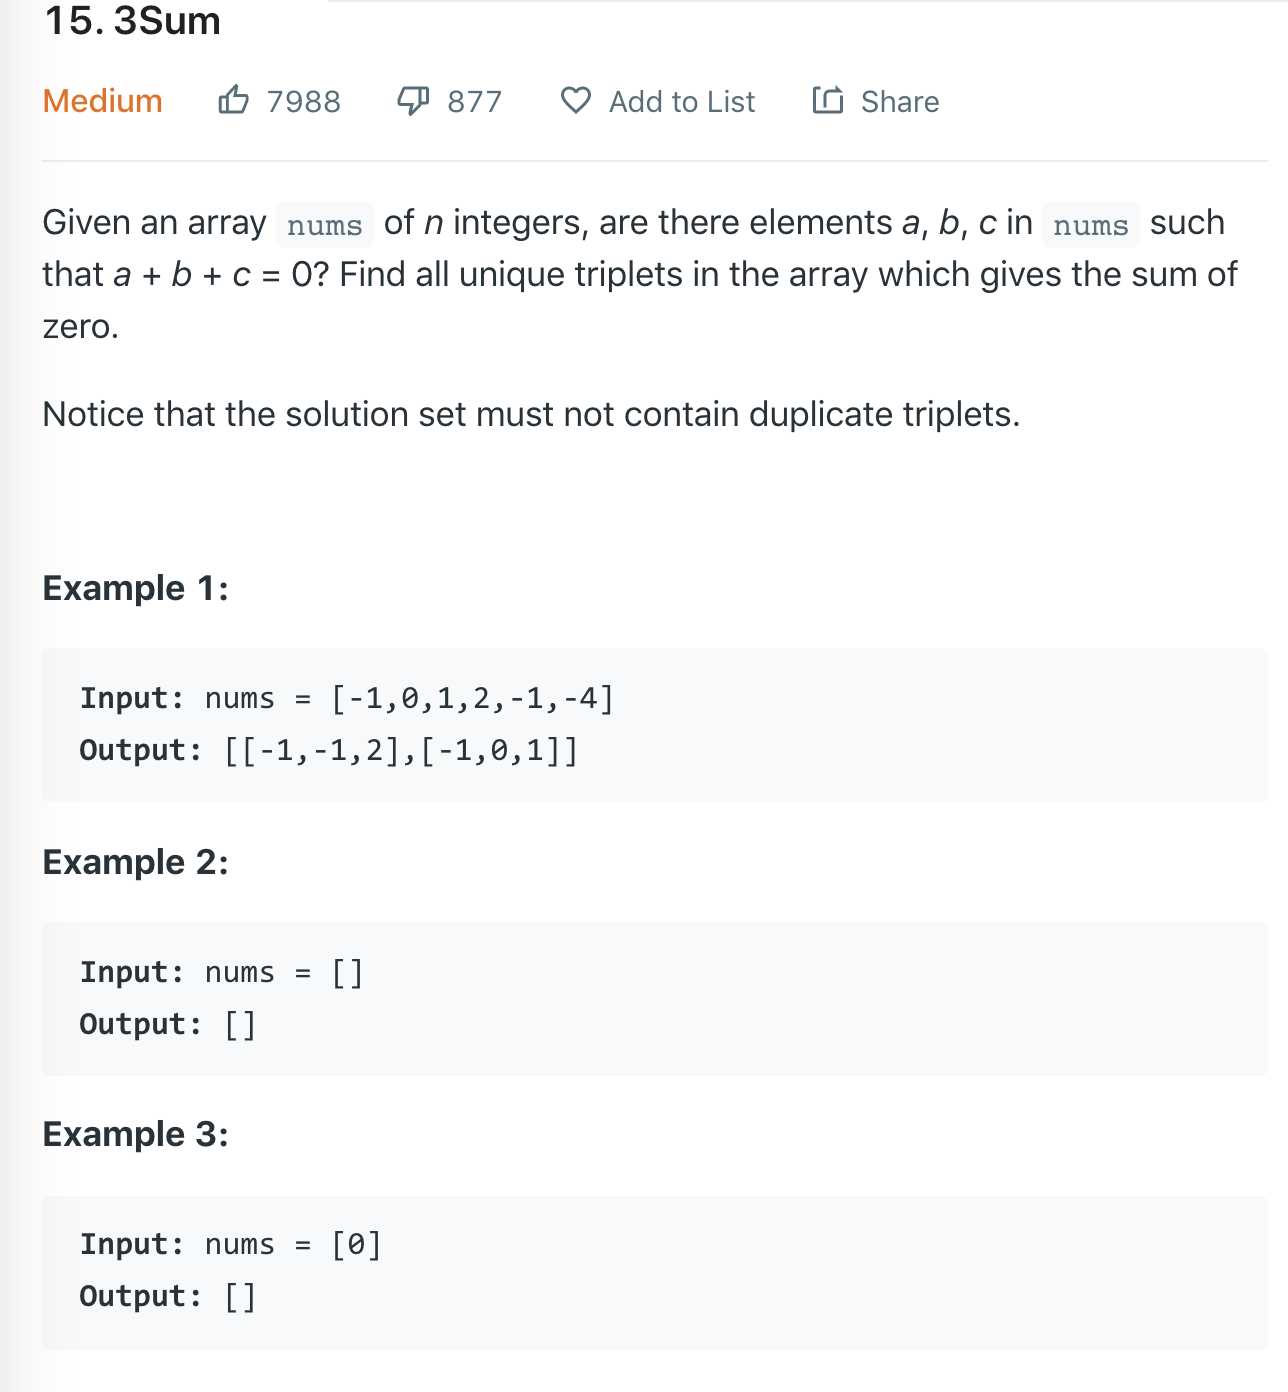 15. 3Sum
Medium 7988 877 Add to List Share
Given an array nums of n integers, are there elements a, b, c in nums such
that a + b + c = 0? Find all unique triplets in the array which gives the sum of
zero.
Notice that the solution set must not contain duplicate triplets.
Example 1:
Input: nums = [-1,0,1,2,-1,-4]
Output: [[-1,-1,2],[-1,0,1]]
Example 2:
Input: nums = []
Output: []
Example 3:
Input: nums = [0]
Output: []